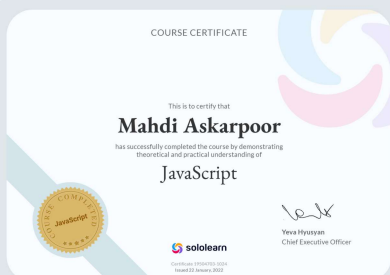 COURSE CERTIFICATE
This is to certify that
Mahdi Askarpoor
has successfully completed the course by demonstrating
theoretical and practical understanding of
JavaScript
COURSE COMPLETED
JavaScript
Yeva Hyusyan
Chief Executive Officer
sololearn
Issued 22 January, 2022